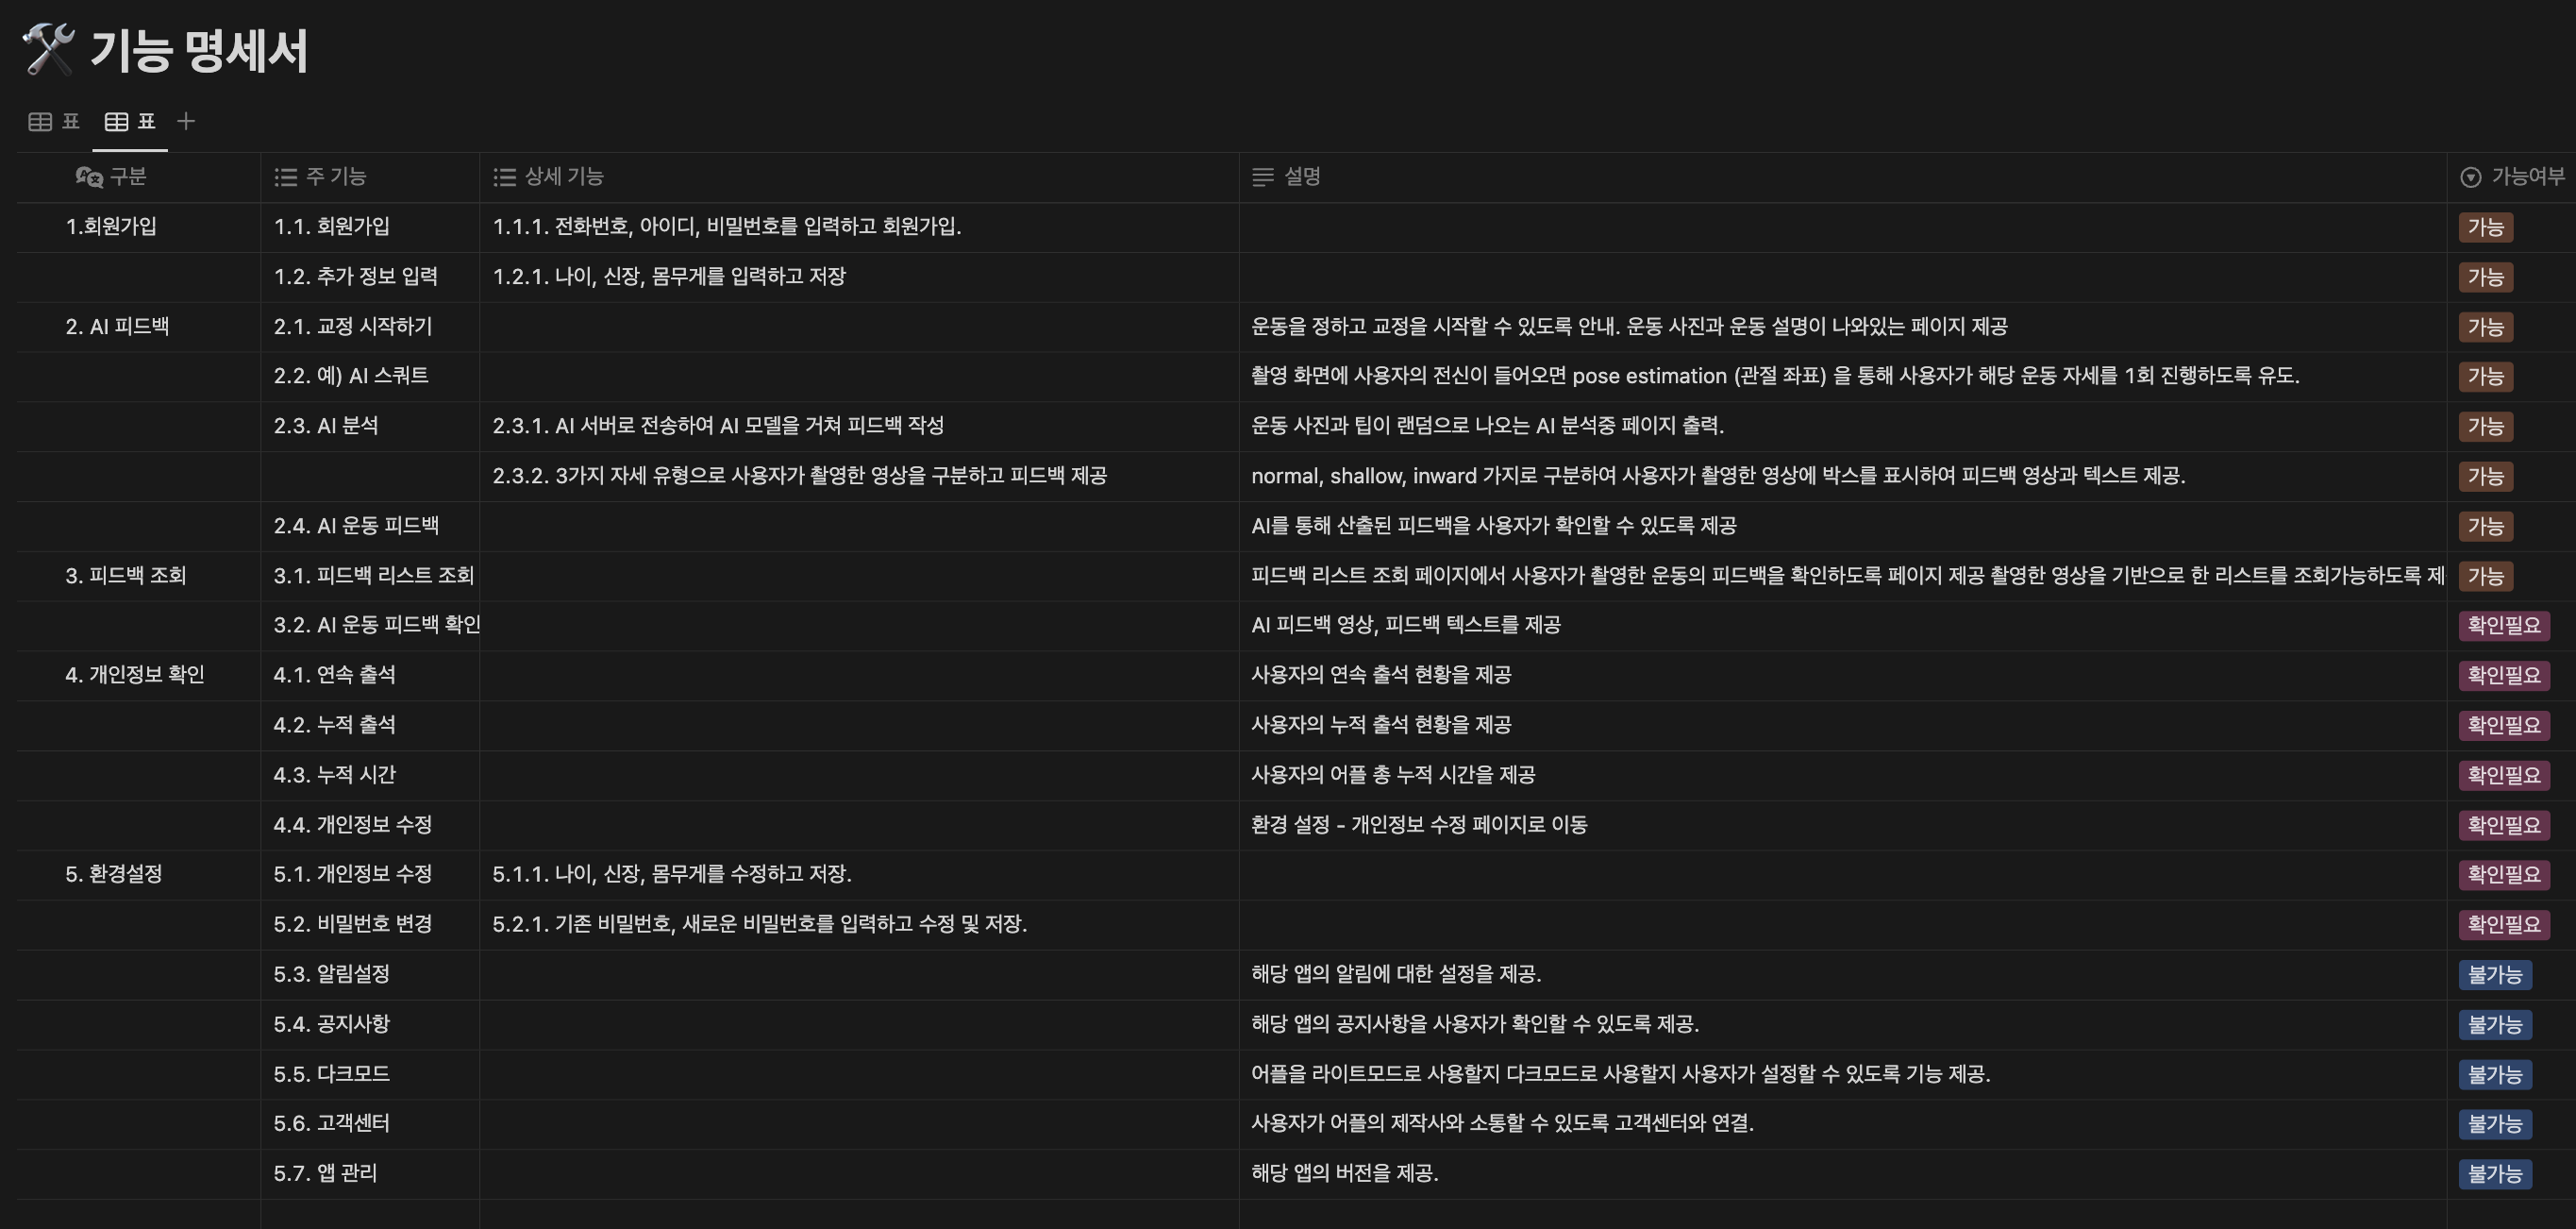 기능 명세서
표 표
구분 주 기능 상세 기능 설명 가능여부
1.회원가입 1.1. 회원가입 1.1.1. 전화번호, 아이디, 비밀번호를 입력하고 회원가입. 가능
1.2. 추가 정보 입력 1.2.1. 나이, 신장, 몸무게를 입력하고 저장 가능
2. AI 피드백 2.1. 교정 시작하기 운동을 정하고 교정을 시작할 수 있도록 안내. 운동 사진과 운동 설명이 나와있는 페이지 제공 가능
2.2. 예) AI 스쿼트 촬영 화면에 사용자의 전신이 들어오면 pose estimation (관절 좌표) 을 통해 사용자가 해당 운동 자세를 1회 진행하도록 유도. 가능
2.3. AI 분석 2.3.1. AI 서버로 전송하여 AI 모델을 거쳐 피드백 작성 운동 사진과 팁이 랜덤으로 나오는 AI 분석중 페이지 출력. 가능
2.3.2. 3가지 자세 유형으로 사용자가 촬영한 영상을 구분하고 피드백 제공 normal, shallow, inward 가지로 구분하여 사용자가 촬영한 영상에 박스를 표시하여 피드백 영상과 텍스트 제공. 가능
2.4. AI 운동 피드백 AI를 통해 산출된 피드백을 사용자가 확인할 수 있도록 제공 가능
3. 피드백 조회 3.1. 피드백 리스트 조회 피드백 리스트 조회 페이지에서 사용자가 촬영한 운동의 피드백을 확인하도록 페이지 제공 촬영한 영상을 기반으로 한 리스트를 조회가능하도록 제 가능
3.2. AI 운동 피드백 확인 AI 피드백 영상, 피드백 텍스트를 제공 확인필요
4. 개인정보 확인 4.1. 연속 출석 사용자의 연속 출석 현황을 제공 확인필요
4.2. 누적 출석 사용자의 누적 출석 현황을 제공 확인필요
4.3. 누적 시간 사용자의 어플 총 누적 시간을 제공 확인필요
4.4. 개인정보 수정 환경 설정 - 개인정보 수정 페이지로 이동 확인필요
5. 환경설정 5.1. 개인정보 수정 5.1.1. 나이, 신장, 몸무게를 수정하고 저장. 확인필요
5.2. 비밀번호 변경 5.2.1. 기존 비밀번호, 새로운 비밀번호를 입력하고 수정 및 저장. 확인필요
5.3. 알림설정 해당 앱의 알림에 대한 설정을 제공. 불가능
5.4. 공지사항 해당 앱의 공지사항을 사용자가 확인할 수 있도록 제공. 불가능
5.5. 다크모드 어플을 라이트모드로 사용할지 다크모드로 사용할지 사용자가 설정할 수 있도록 기능 제공. 불가능
5.6. 고객센터 사용자가 어플의 제작사와 소통할 수 있도록 고객센터와 연결. 불가능
5.7. 앱 관리 해당 앱의 버전을 제공. 불가능